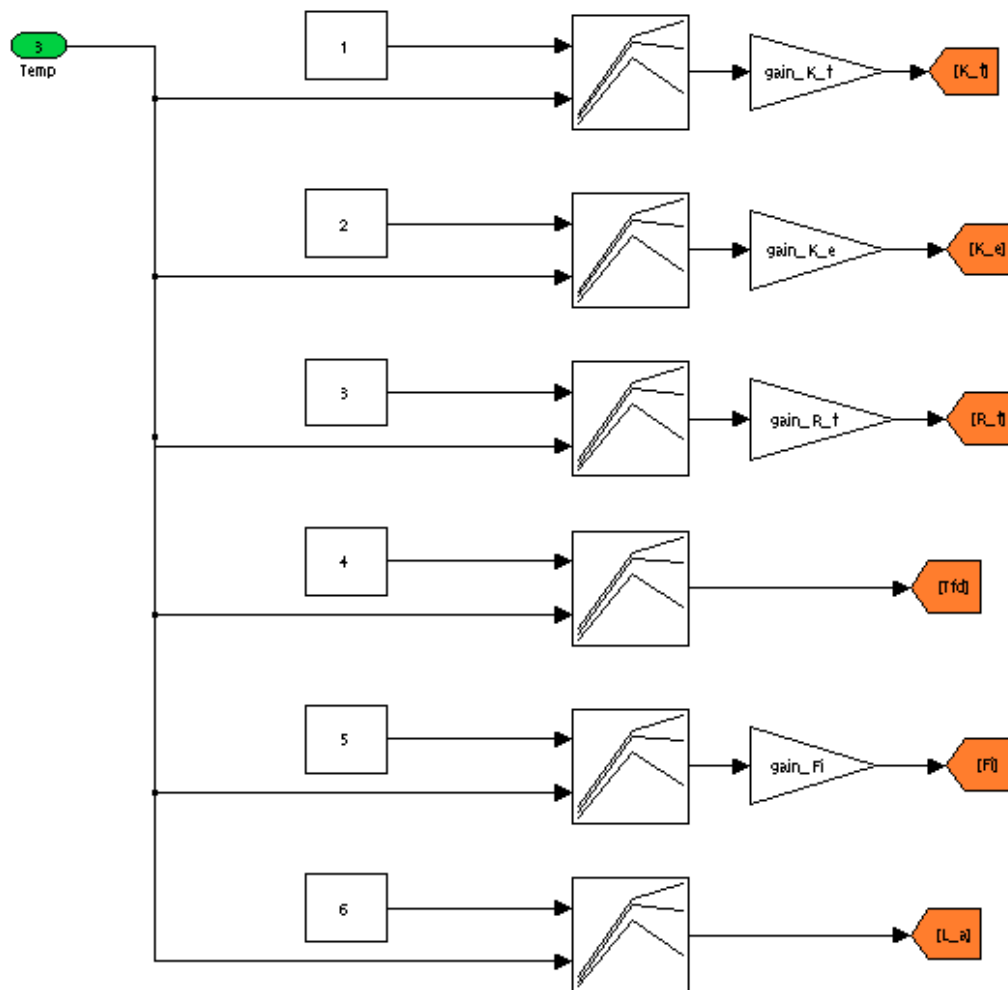 3
Temp
1
gain_K_t
[K_t]
2
gain_K_e
[K_e]
3
gain_R_t
[R_t]
4
[Tfd]
5
gain_Fi
[Fi]
6
[L_a]